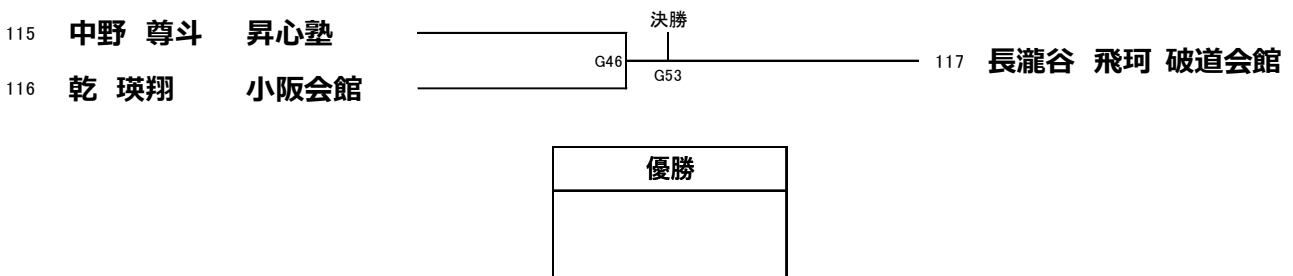 決勝
115 中野 尊斗 昇心塾
G46
117 長瀧谷 飛珂 破道会館
G53
116 乾 瑛翔 小阪会館
優勝